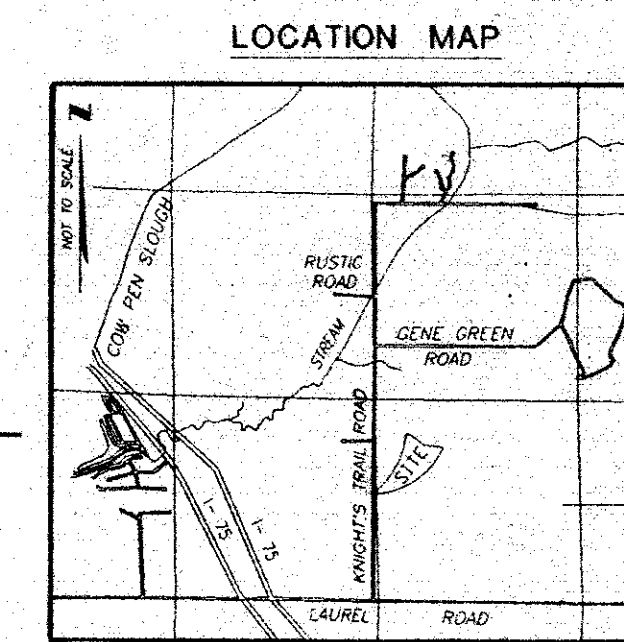 LOCATION MAP
NOT TO SCALE
COW PEN SLOUGH
RUSTIC
ROAD
GENE GREEN
ROAD
STREAM
KNIGHT'S TRAIL ROAD
SITE
I-75
I-75
LAUREL ROAD